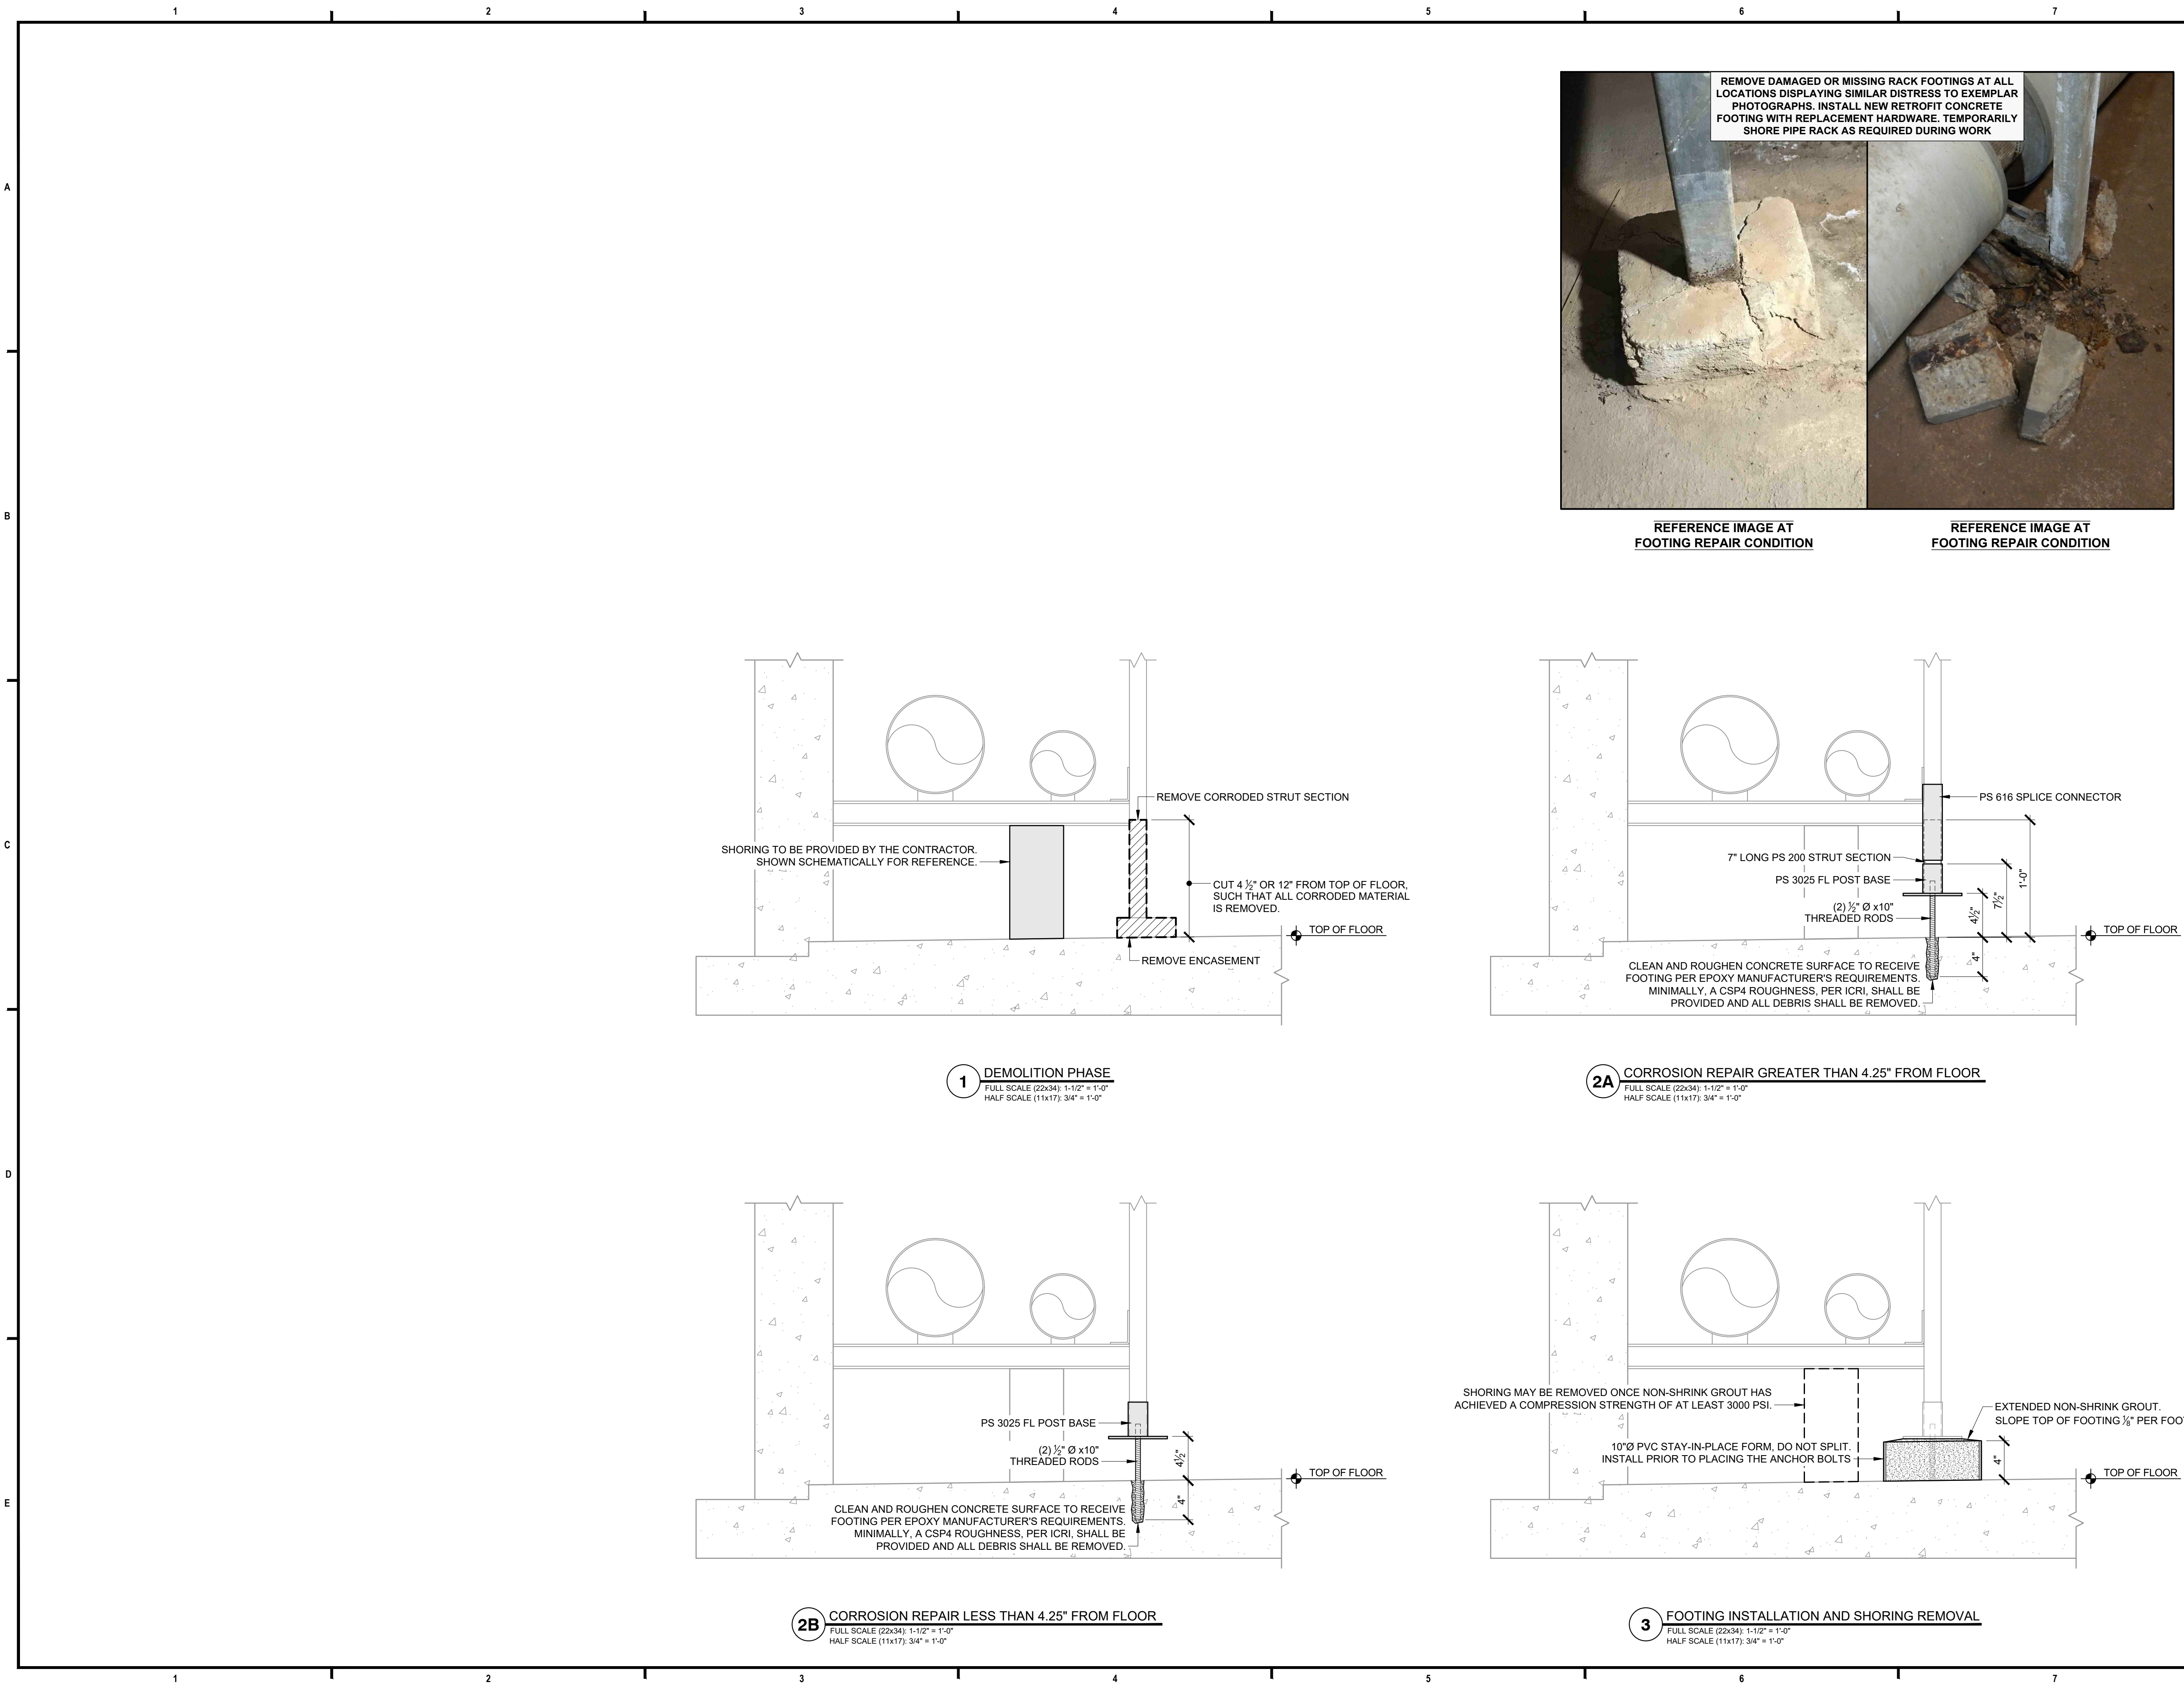 1 2 3 4 5 6 7
A
B
C
D
E
REMOVE DAMAGED OR MISSING RACK FOOTINGS AT ALL
LOCATIONS DISPLAYING SIMILAR DISTRESS TO EXEMPLAR
PHOTOGRAPHS. INSTALL NEW RETROFIT CONCRETE
FOOTING WITH REPLACEMENT HARDWARE. TEMPORARILY
SHORE PIPE RACK AS REQUIRED DURING WORK
REFERENCE IMAGE AT
FOOTING REPAIR CONDITION
REFERENCE IMAGE AT
FOOTING REPAIR CONDITION
REMOVE CORRODED STRUT SECTION
SHORING TO BE PROVIDED BY THE CONTRACTOR.
SHOWN SCHEMATICALLY FOR REFERENCE.
CUT 4 ½" OR 12" FROM TOP OF FLOOR,
SUCH THAT ALL CORRODED MATERIAL
IS REMOVED.
TOP OF FLOOR
REMOVE ENCASEMENT
1
DEMOLITION PHASE
FULL SCALE (22x34): 1-1/2" = 1'-0"
HALF SCALE (11x17): 3/4" = 1'-0"
PS 616 SPLICE CONNECTOR
7" LONG PS 200 STRUT SECTION
PS 3025 FL POST BASE
(2) ½" Ø x10"
THREADED RODS
4½"
7½"
1'-0"
4"
TOP OF FLOOR
CLEAN AND ROUGHEN CONCRETE SURFACE TO RECEIVE
FOOTING PER EPOXY MANUFACTURER'S REQUIREMENTS.
MINIMALLY, A CSP4 ROUGHNESS, PER ICRI, SHALL BE
PROVIDED AND ALL DEBRIS SHALL BE REMOVED.
2A
CORROSION REPAIR GREATER THAN 4.25" FROM FLOOR
FULL SCALE (22x34): 1-1/2" = 1'-0"
HALF SCALE (11x17): 3/4" = 1'-0"
PS 3025 FL POST BASE
(2) ½" Ø x10"
THREADED RODS
4½"
4"
TOP OF FLOOR
CLEAN AND ROUGHEN CONCRETE SURFACE TO RECEIVE
FOOTING PER EPOXY MANUFACTURER'S REQUIREMENTS.
MINIMALLY, A CSP4 ROUGHNESS, PER ICRI, SHALL BE
PROVIDED AND ALL DEBRIS SHALL BE REMOVED.
2B
CORROSION REPAIR LESS THAN 4.25" FROM FLOOR
FULL SCALE (22x34): 1-1/2" = 1'-0"
HALF SCALE (11x17): 3/4" = 1'-0"
SHORING MAY BE REMOVED ONCE NON-SHRINK GROUT HAS
ACHIEVED A COMPRESSION STRENGTH OF AT LEAST 3000 PSI.
EXTENDED NON-SHRINK GROUT.
SLOPE TOP OF FOOTING ⅛" PER
10"Ø PVC STAY-IN-PLACE FORM, DO NOT SPLIT.
INSTALL PRIOR TO PLACING THE ANCHOR BOLTS
4"
TOP OF FLOOR
3
FOOTING INSTALLATION AND SHORING REMOVAL
FULL SCALE (22x34): 1-1/2" = 1'-0"
HALF SCALE (11x17): 3/4" = 1'-0"
1 2 3 4 5 6 7